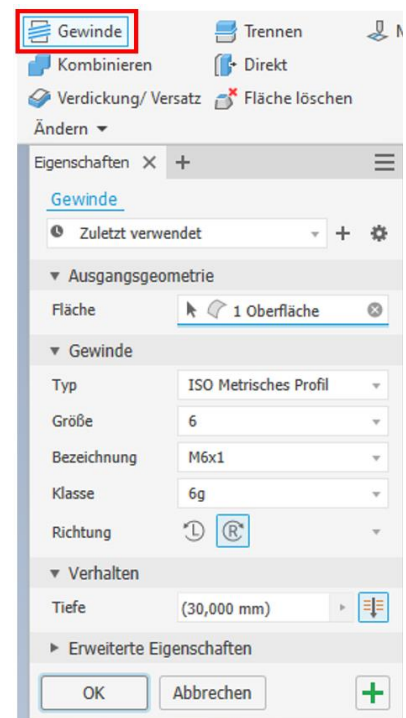 Gewinde Trennen
Kombinieren Direkt
Verdickung/ Versatz Fläche löschen
Ändern
Eigenschaften × +
Gewinde
Zuletzt verwendet
Ausgangsgeometrie
Fläche 1 Oberfläche
Gewinde
Typ ISO Metrisches Profil
Größe 6
Bezeichnung M6x1
Klasse 6g
Richtung L R
Verhalten
Tiefe (30,000 mm)
Erweiterte Eigenschaften
OK Abbrechen